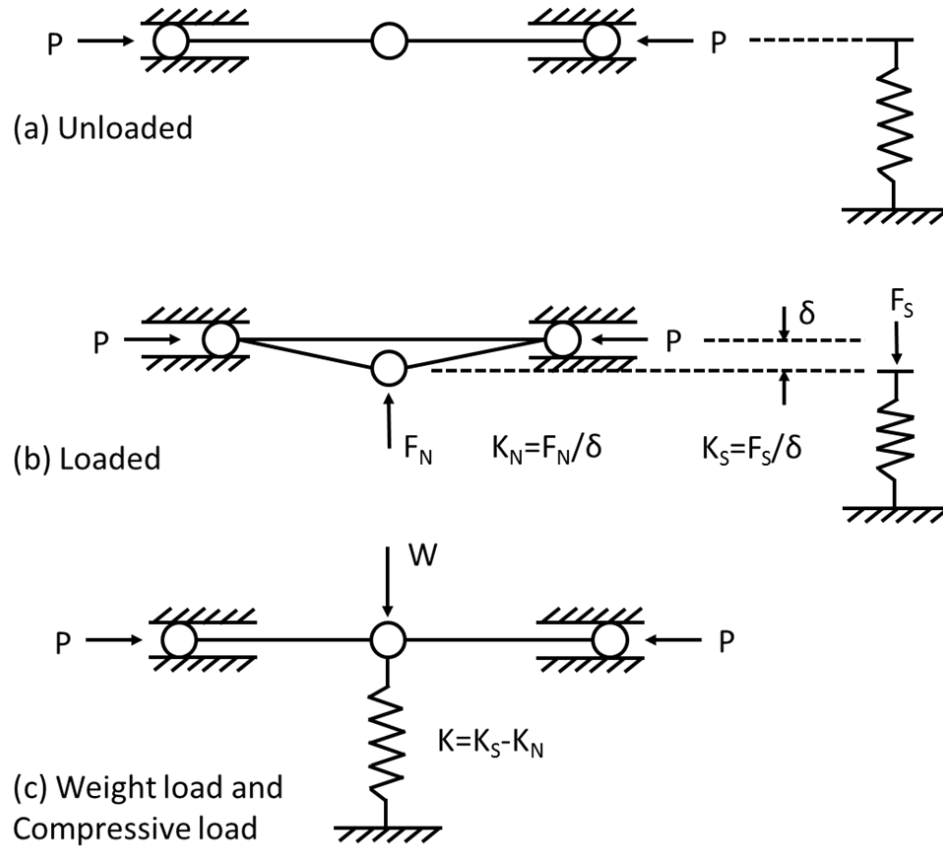 P P
(a) Unloaded
P P δ F_S
F_N K_N=F_N/δ K_S=F_S/δ
(b) Loaded
W
P P
K=K_S-K_N
(c) Weight load and
Compressive load